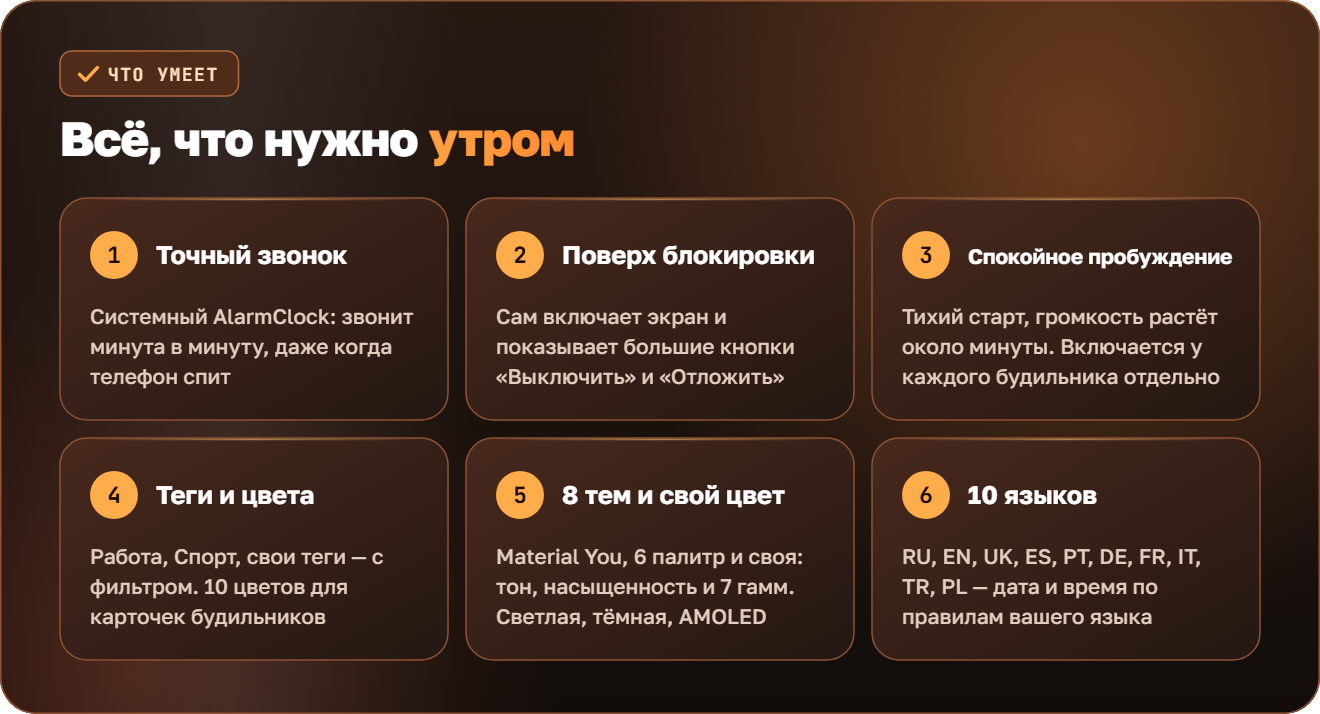 ЧТО УМЕЕТ
Всё, что нужно утром
1 Точный звонок
Системный AlarmClock: звонит
минута в минуту, даже когда
телефон спит
2 Поверх блокировки
Сам включает экран и
показывает большие кнопки
«Выключить» и «Отложить»
3 Спокойное пробуждение
Тихий старт, громкость растёт
около минуты. Включается у
каждого будильника отдельно
4 Теги и цвета
Работа, Спорт, свои теги — с
фильтром. 10 цветов для
карточек будильников
5 8 тем и свой цвет
Material You, 6 палитр и своя:
тон, насыщенность и 7 гамм.
Светлая, тёмная, AMOLED
6 10 языков
RU, EN, UK, ES, PT, DE, FR, IT,
TR, PL — дата и время по
правилам вашего языка